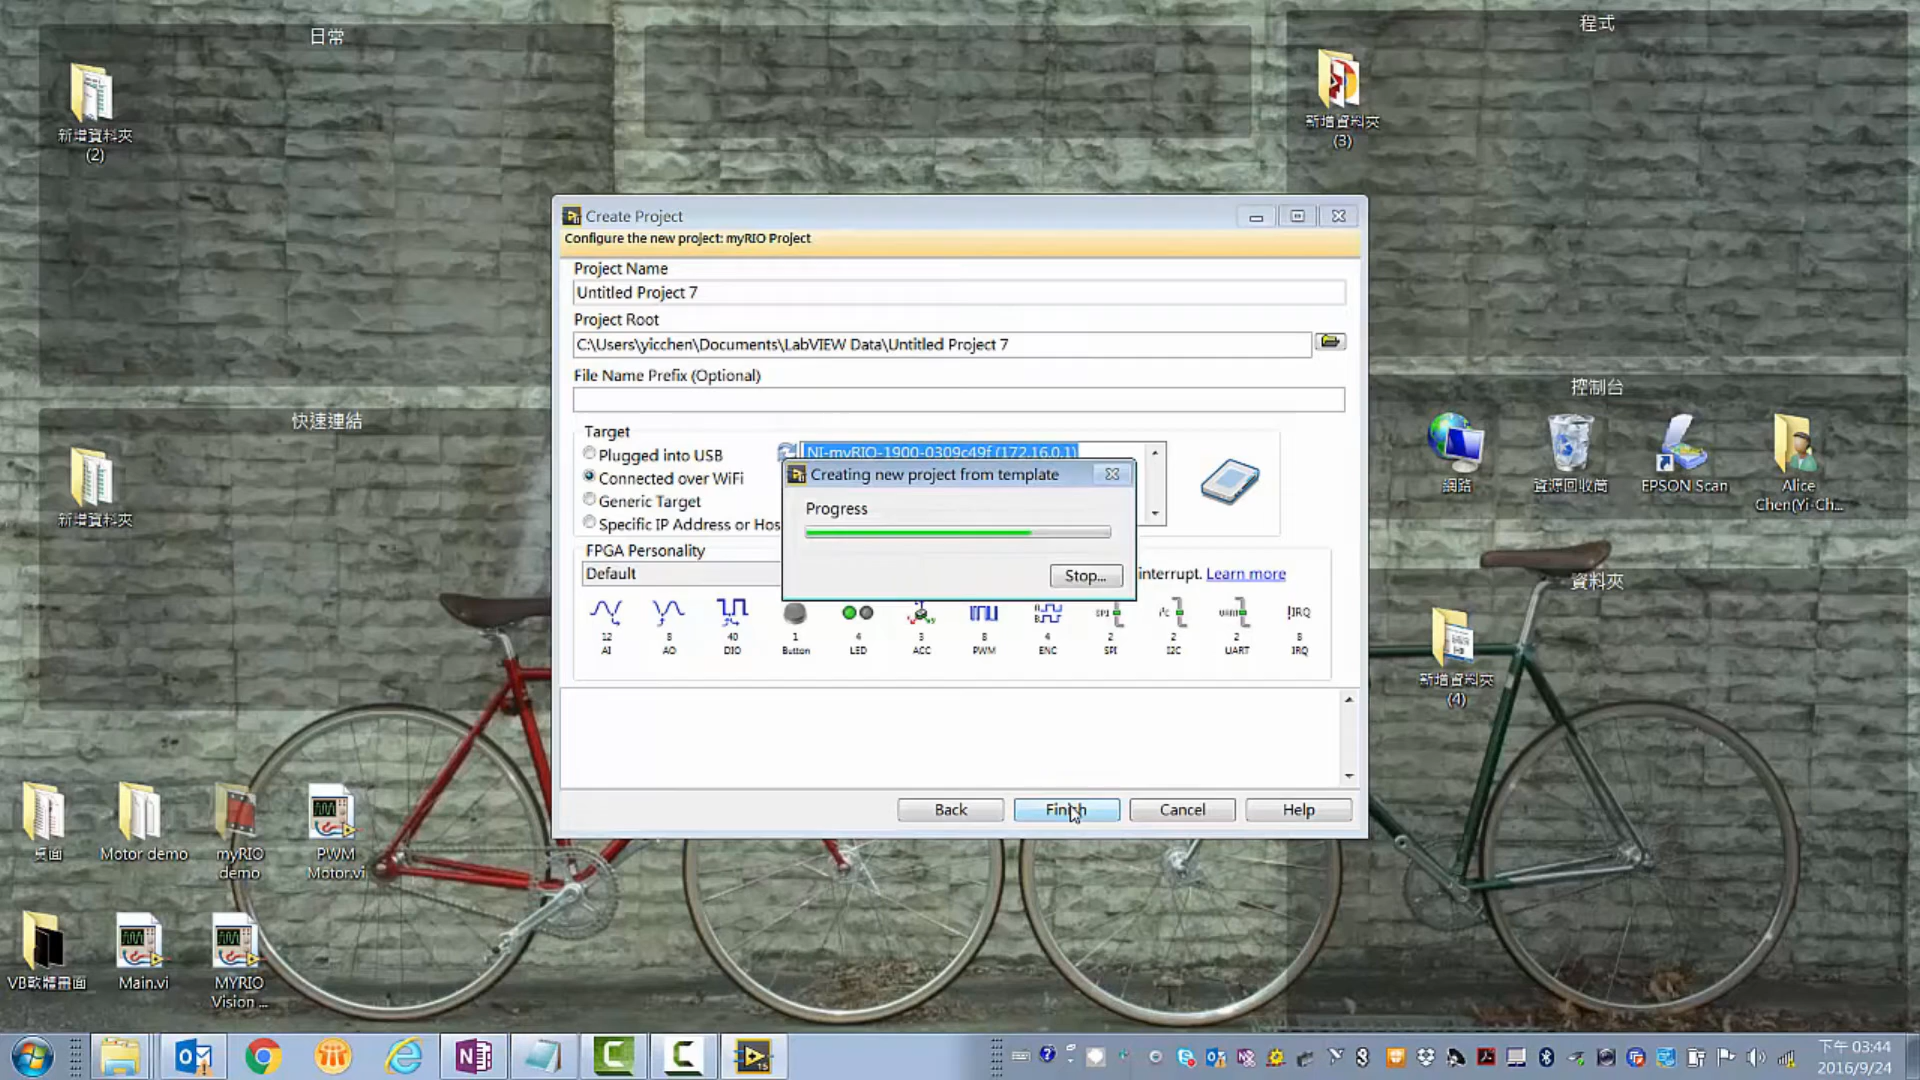 日常
程式
新增資料夾
(2)
新增資料夾
(3)
Create Project
Configure the new project: myRIO Project
Project Name
Untitled Project 7
Project Root
C:\Users\yicchen\Documents\LabVIEW Data\Untitled Project 7
File Name Prefix (Optional)
控制台
快速連結
Target
Plugged into USB
NI-myRIO-1900-0309c49f (172.16.0.1)
Connected over WiFi
Generic Target
Specific IP Address or Hos
Creating new project from template
Progress
Stop...
網路
資源回收筒
EPSON Scan
Alice
Chen(Yi-Ch...
新增資料夾
FPGA Personality
Default
interrupt. Learn more
資料夾
12
AI
8
AO
40
DIO
1
Button
4
LED
3
ACC
8
PWM
4
ENC
SPI
2
SPI
I²C
2
I2C
UART
2
UART
!IRQ
8
IRQ
新增資料夾
(4)
Back
Finish
Cancel
Help
桌面
Motor demo
myRIO
demo
PWM
Motor.vi
VB軟體冊面
Main.vi
MYRIO
Vision ...
下午 03:44
2016/9/24